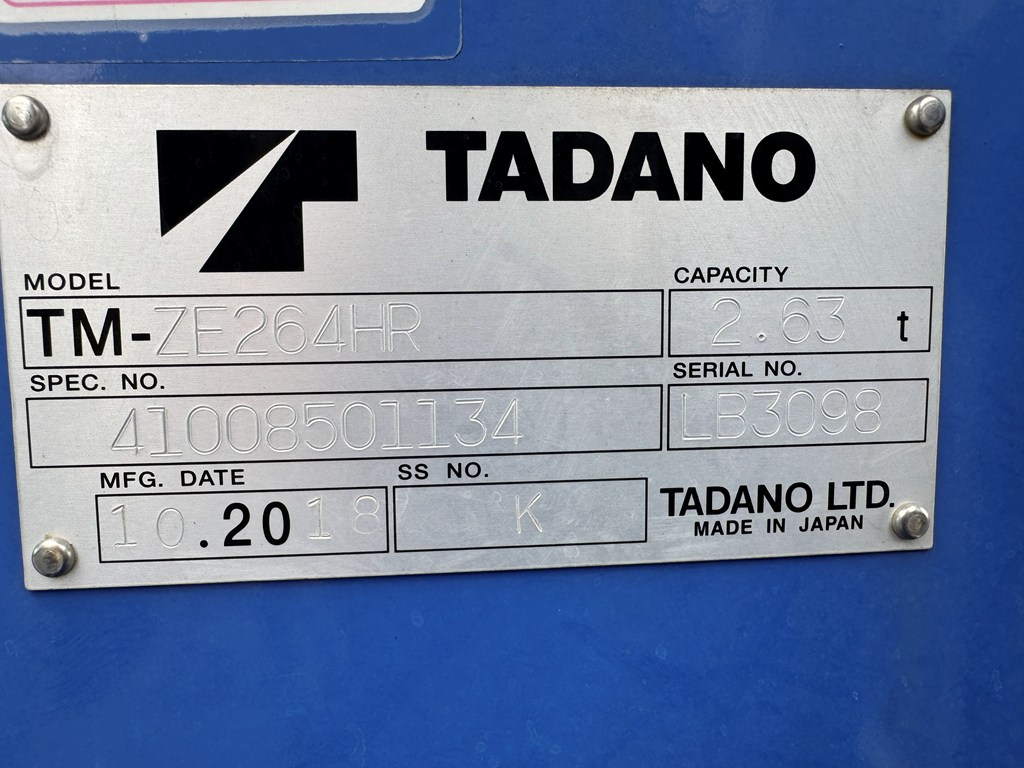 TADANO
MODEL
TM-ZE264HR
CAPACITY
2.63 t
SPEC. NO.
41008501134
SERIAL NO.
LB3098
MFG. DATE
10.2018
SS NO.
K
TADANO LTD.
MADE IN JAPAN